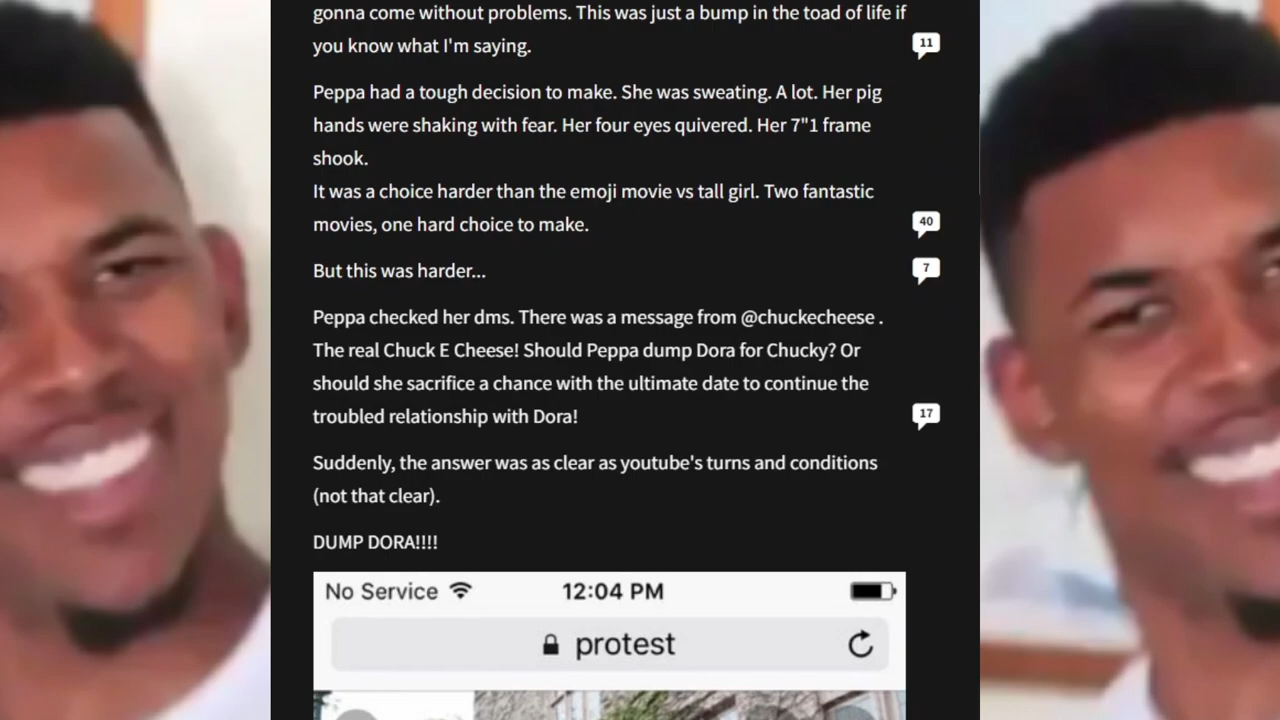 gonna come without problems. This was just a bump in the toad of life if
you know what I'm saying.
11
Peppa had a tough decision to make. She was sweating. A lot. Her pig
hands were shaking with fear. Her four eyes quivered. Her 7"1 frame
shook.
It was a choice harder than the emoji movie vs tall girl. Two fantastic
movies, one hard choice to make.
40
But this was harder...
7
Peppa checked her dms. There was a message from @chuckecheese .
The real Chuck E Cheese! Should Peppa dump Dora for Chucky? Or
should she sacrifice a chance with the ultimate date to continue the
troubled relationship with Dora!
17
Suddenly, the answer was as clear as youtube's turns and conditions
(not that clear).
DUMP DORA!!!!
No Service 12:04 PM
protest